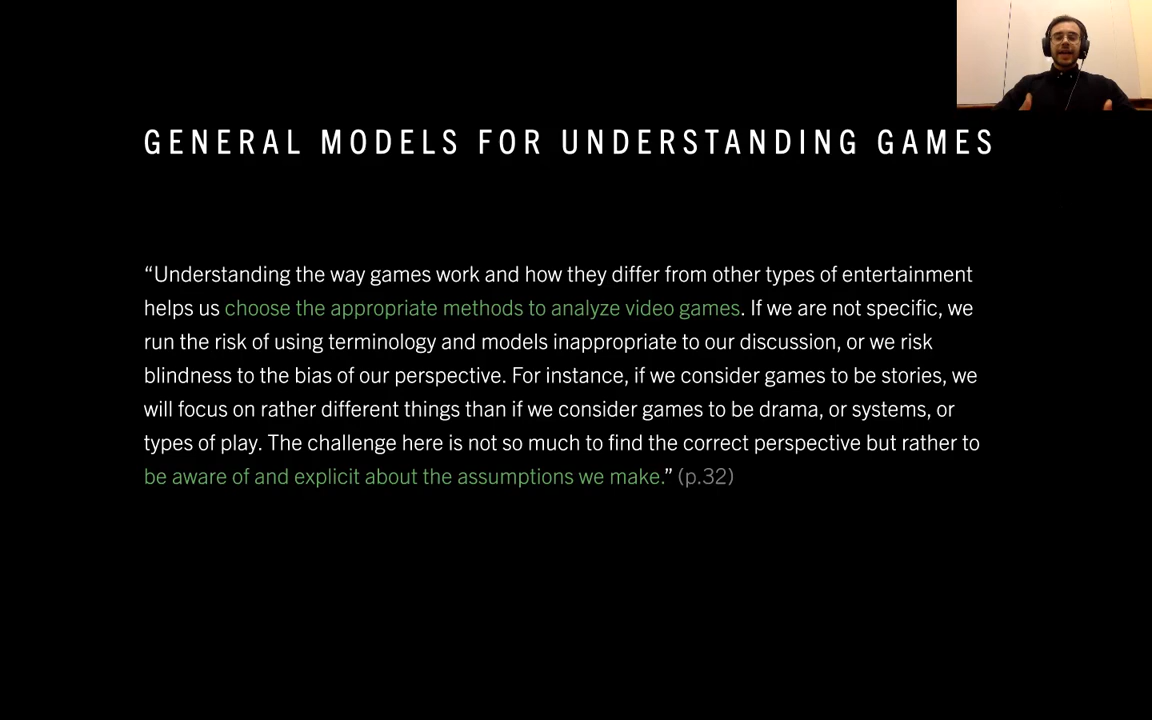 GENERAL MODELS FOR UNDERSTANDING GAMES
“Understanding the way games work and how they differ from other types of entertainment
helps us choose the appropriate methods to analyze video games. If we are not specific, we
run the risk of using terminology and models inappropriate to our discussion, or we risk
blindness to the bias of our perspective. For instance, if we consider games to be stories, we
will focus on rather different things than if we consider games to be drama, or systems, or
types of play. The challenge here is not so much to find the correct perspective but rather to
be aware of and explicit about the assumptions we make.” (p.32)